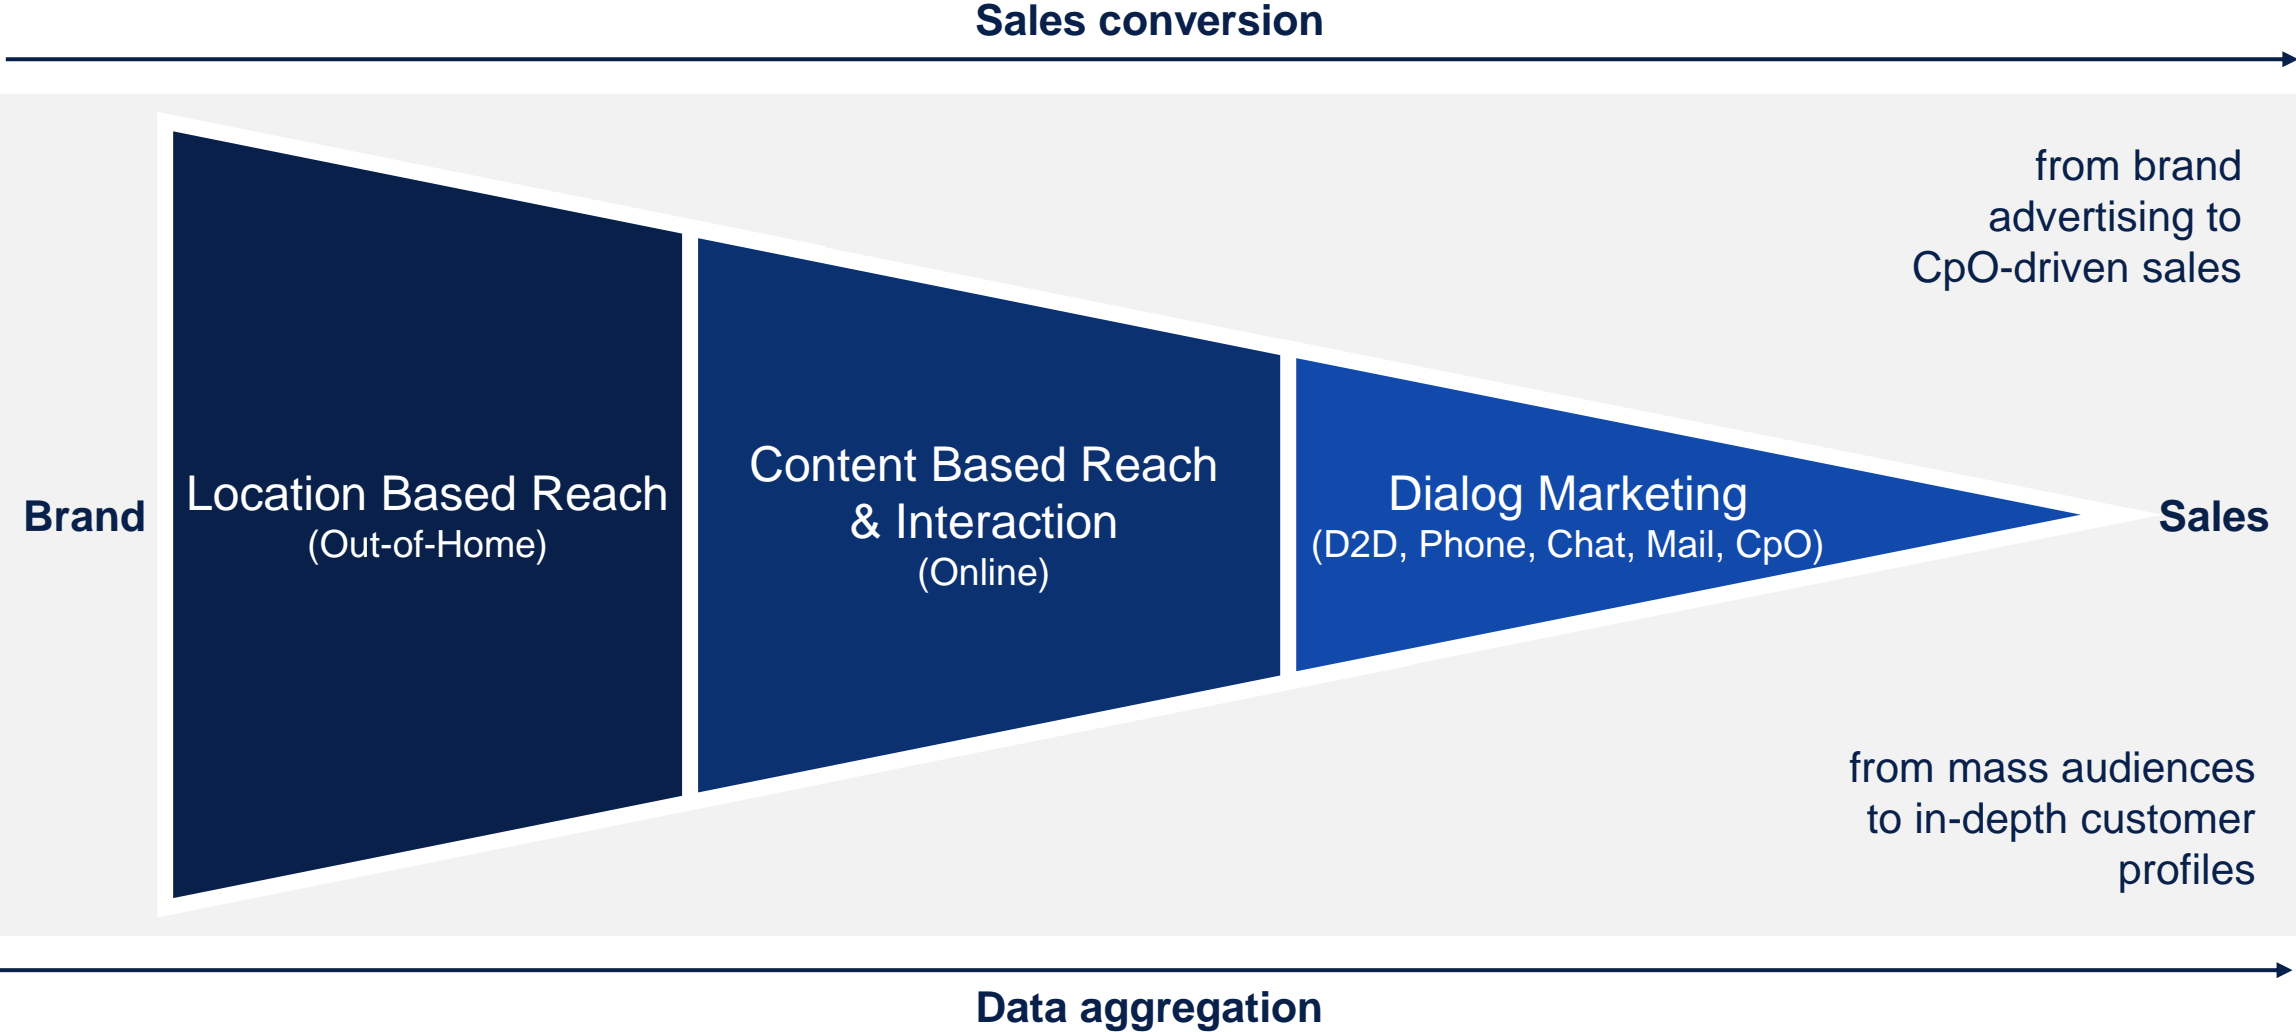 Sales conversion
from brand
advertising to
CpO-driven sales
Brand
Location Based Reach
(Out-of-Home)
Content Based Reach
& Interaction
(Online)
Dialog Marketing
(D2D, Phone, Chat, Mail, CpO)
Sales
from mass audiences
to in-depth customer
profiles
Data aggregation